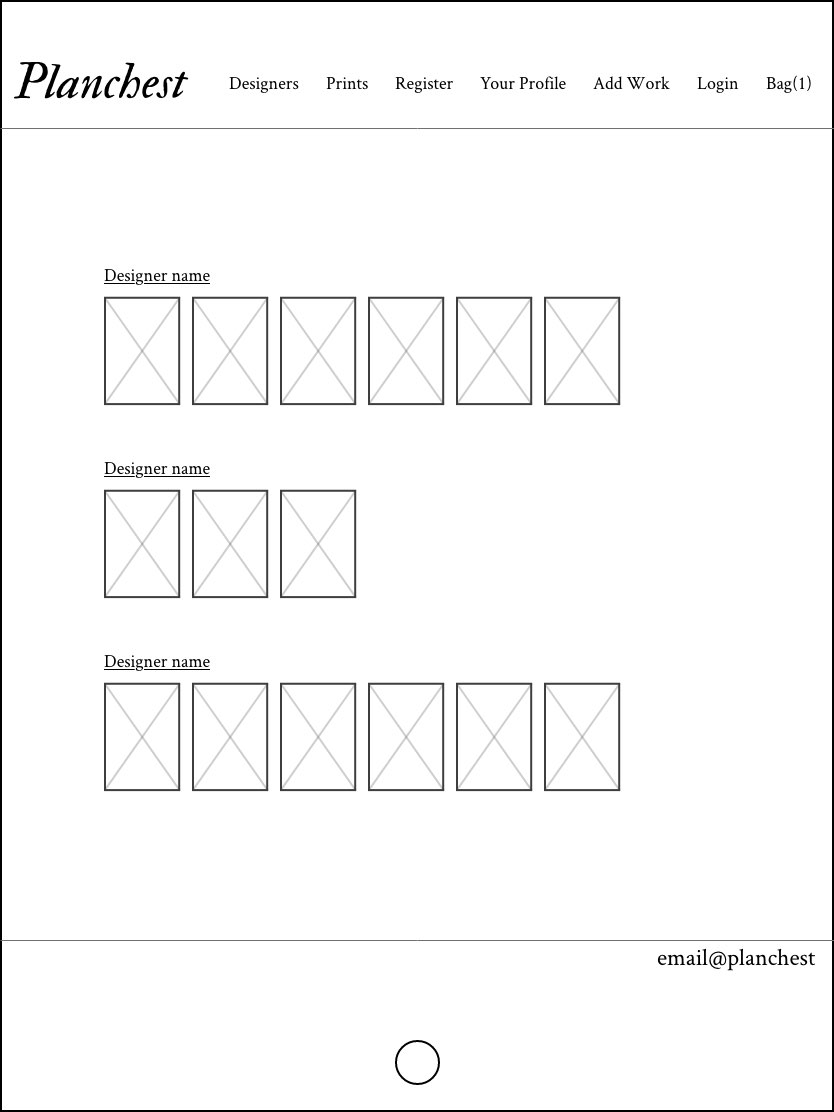 Planchest Designers Prints Register Your Profile Add Work Login Bag(1)
Designer name
Designer name
Designer name
email@planchest